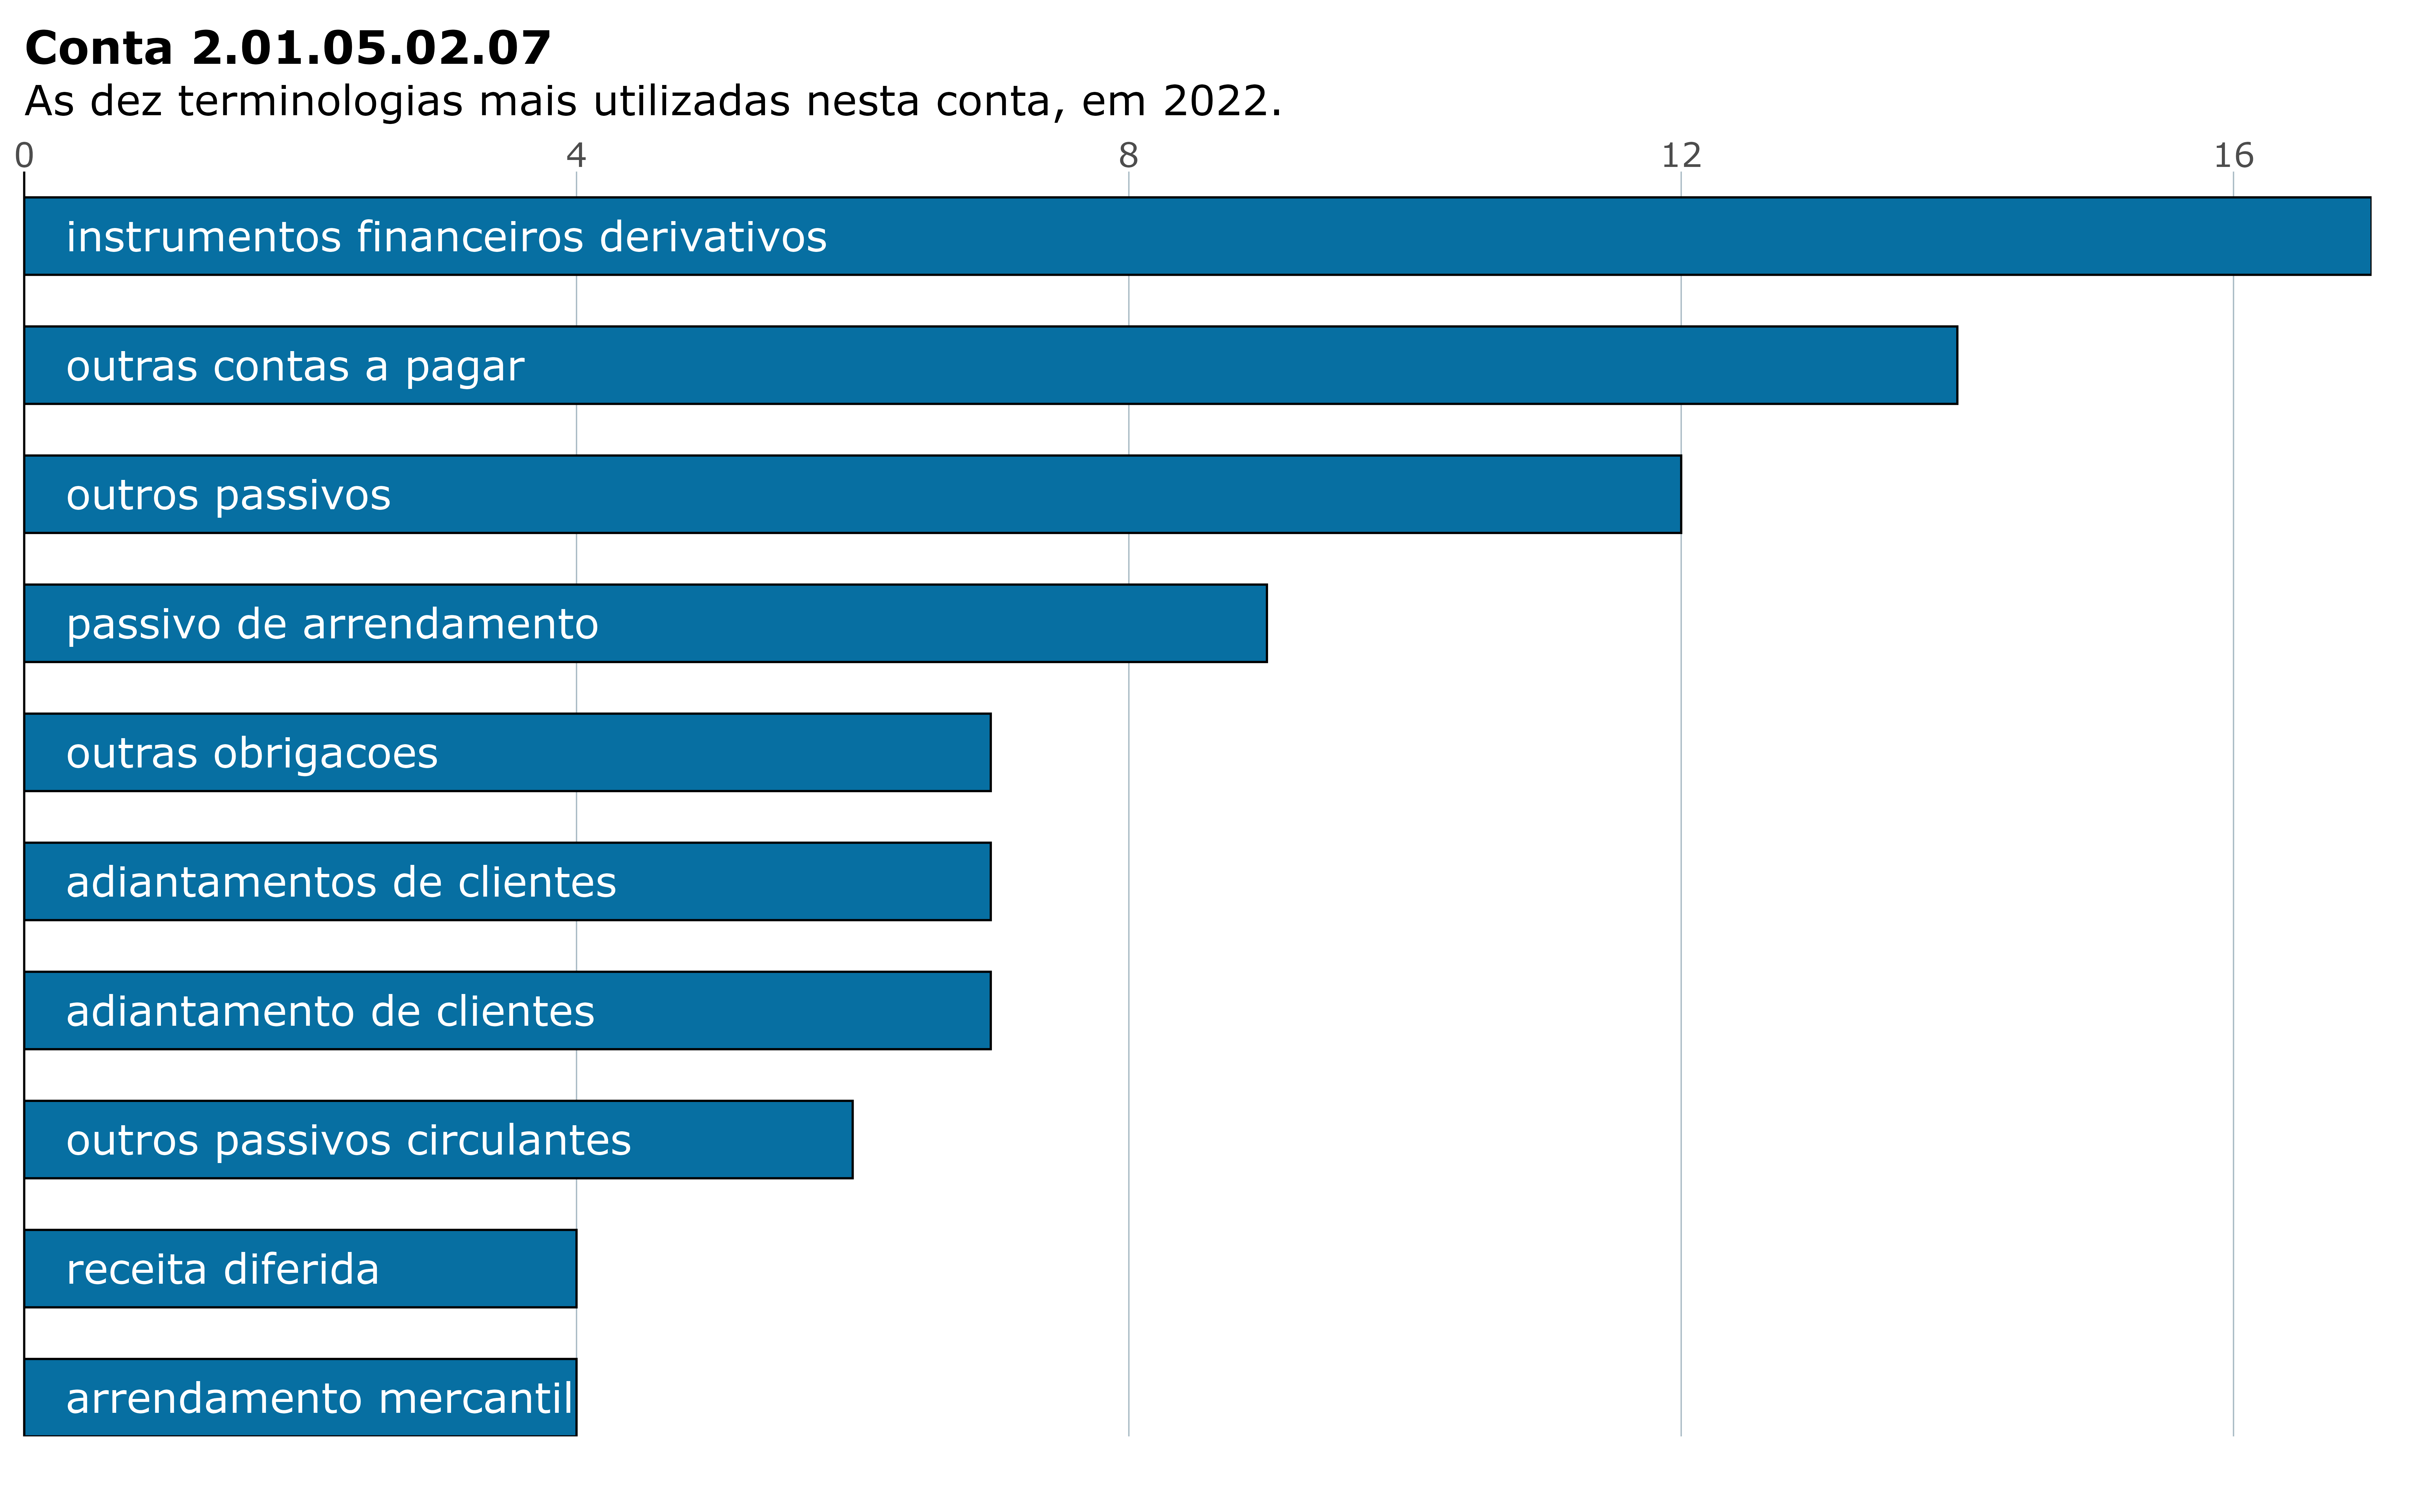 Conta 2.01.05.02.07
As dez terminologias mais utilizadas nesta conta, em 2022.
0 4 8 12 16
instrumentos financeiros derivativos
outras contas a pagar
outros passivos
passivo de arrendamento
outras obrigacoes
adiantamentos de clientes
adiantamento de clientes
outros passivos circulantes
receita diferida
arrendamento mercantil